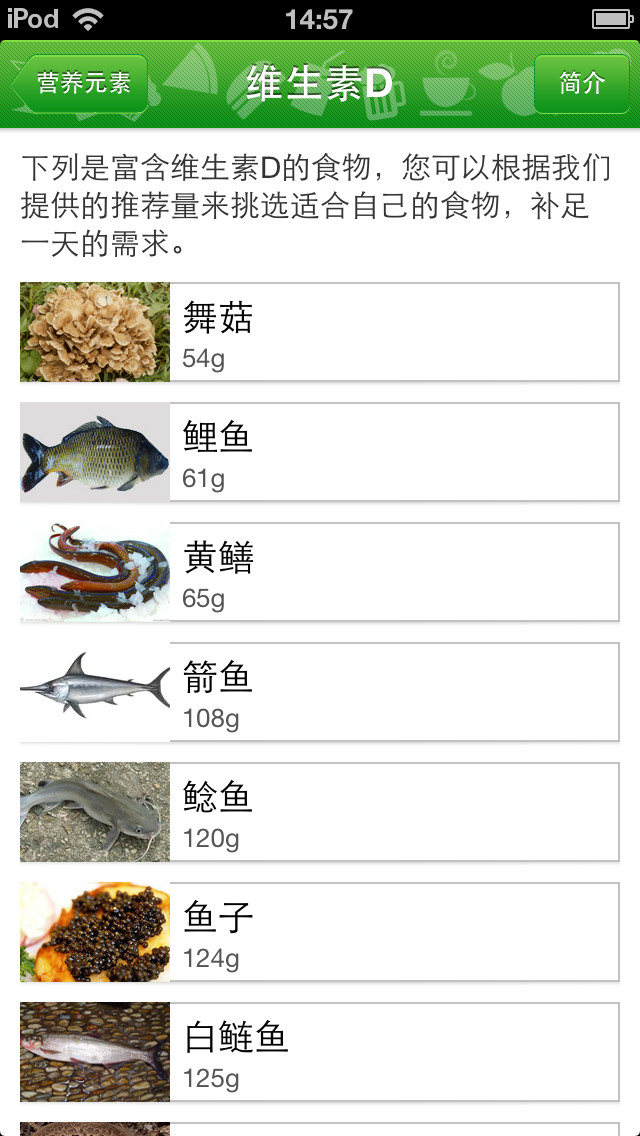 iPod 14:57
营养元素 维生素D 简介
下列是富含维生素D的食物，您可以根据我们
提供的推荐量来挑选适合自己的食物，补足
一天的需求。
舞菇
54g
鲤鱼
61g
黄鳝
65g
箭鱼
108g
鲶鱼
120g
鱼子
124g
白鲢鱼
125g